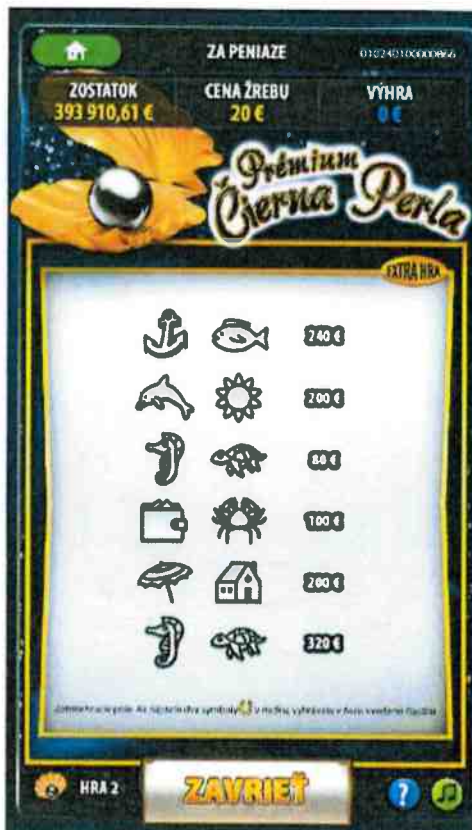 ZA PENIAZE 010240100000866
ZOSTATOK CENA ŽREBU VÝHRA
393 910,61 € 20 € 0 €
Prémium
Čierna Perla
EXTRA HRA
240 €
200 €
80 €
100 €
200 €
320 €
HRA 2 ZAVRIEŤ ?